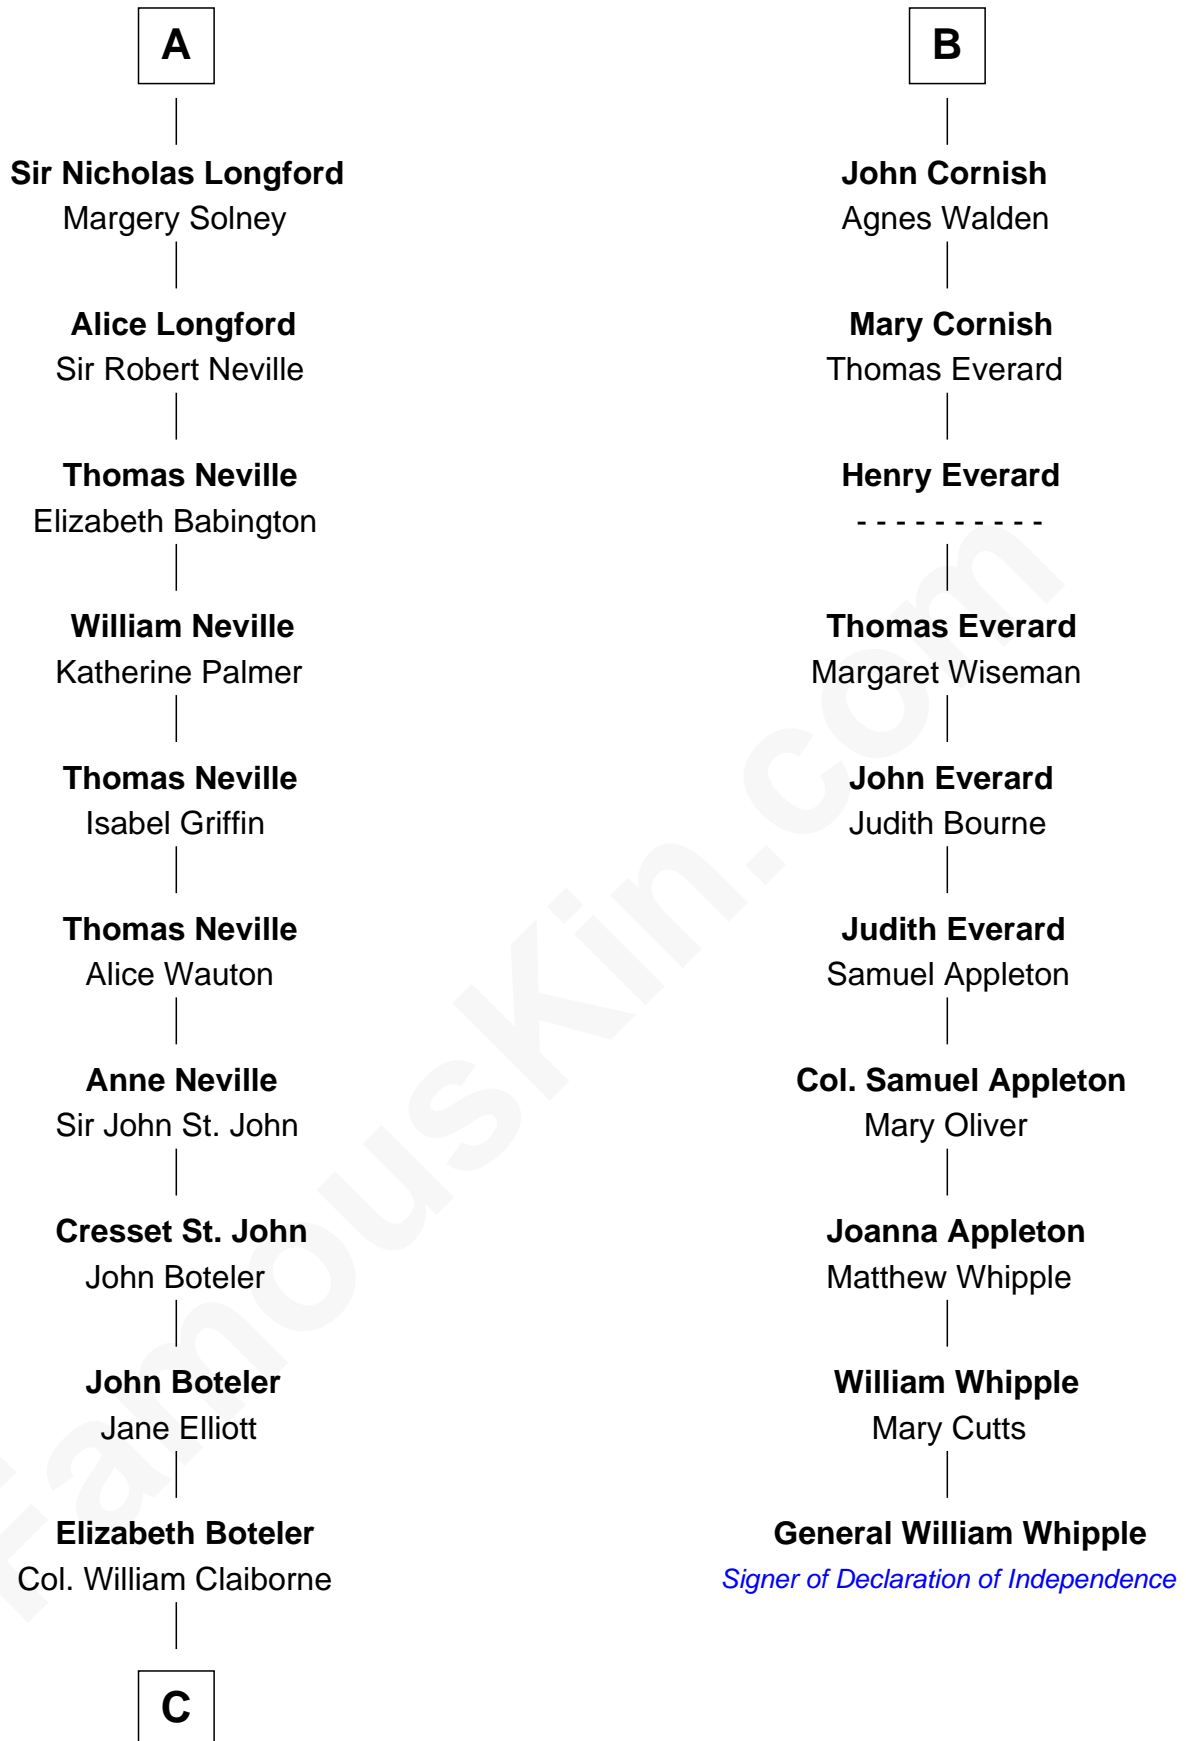 A
Sir Nicholas Longford
Margery Solney
Alice Longford
Sir Robert Neville
Thomas Neville
Elizabeth Babington
William Neville
Katherine Palmer
Thomas Neville
Isabel Griffin
Thomas Neville
Alice Wauton
Anne Neville
Sir John St. John
Cresset St. John
John Boteler
John Boteler
Jane Elliott
Elizabeth Boteler
Col. William Claiborne
C
B
John Cornish
Agnes Walden
Mary Cornish
Thomas Everard
Henry Everard
- - - - - - - - - -
Thomas Everard
Margaret Wiseman
John Everard
Judith Bourne
Judith Everard
Samuel Appleton
Col. Samuel Appleton
Mary Oliver
Joanna Appleton
Matthew Whipple
William Whipple
Mary Cutts
General William Whipple
Signer of Declaration of Independence
FamousKin.com